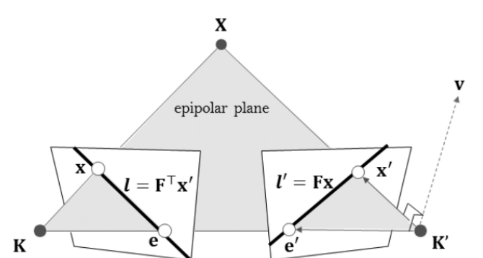 X
epipolar plane
v
x
l = F⊤x′
l′ = Fx
x′
e
e′
K
K′